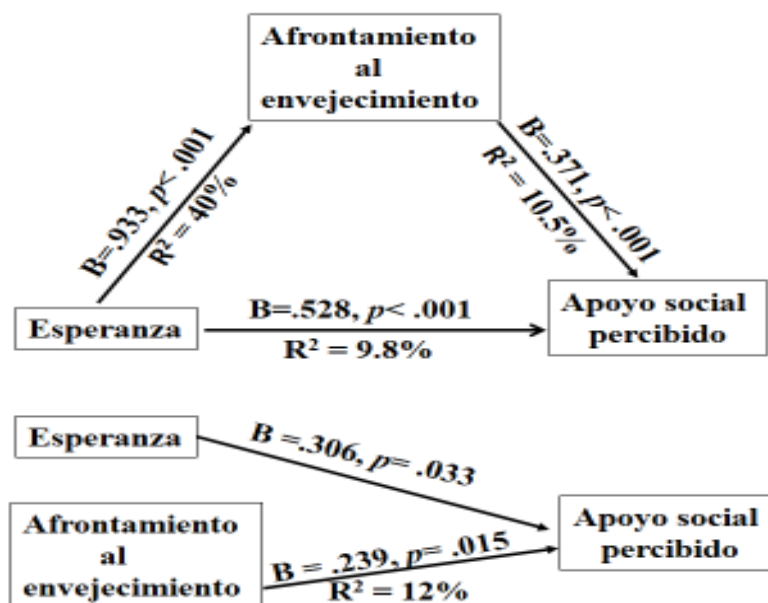 Afrontamiento
al
envejecimiento
B=.933, p< .001
R² = 40%
B=.371, p< .001
R² = 10.5%
Esperanza
B=.528, p< .001
R² = 9.8%
Apoyo social
percibido
Esperanza
B =.306, p= .033
Afrontamiento
al
envejecimiento
B = .239, p= .015
R² = 12%
Apoyo social
percibido